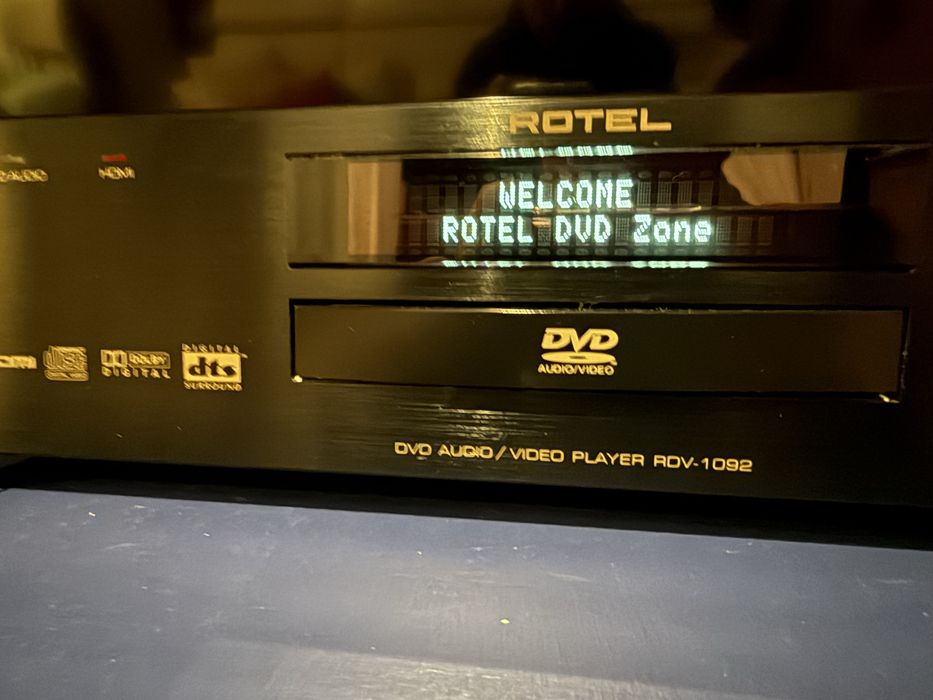 ROTEL
HDMI
WELCOME
ROTEL DVD Zone
DVD
AUDIO/VIDEO
DOLBY
DIGITAL
DIGITAL
dts
SURROUND
DVD AUDIO/VIDEO PLAYER RDV-1092